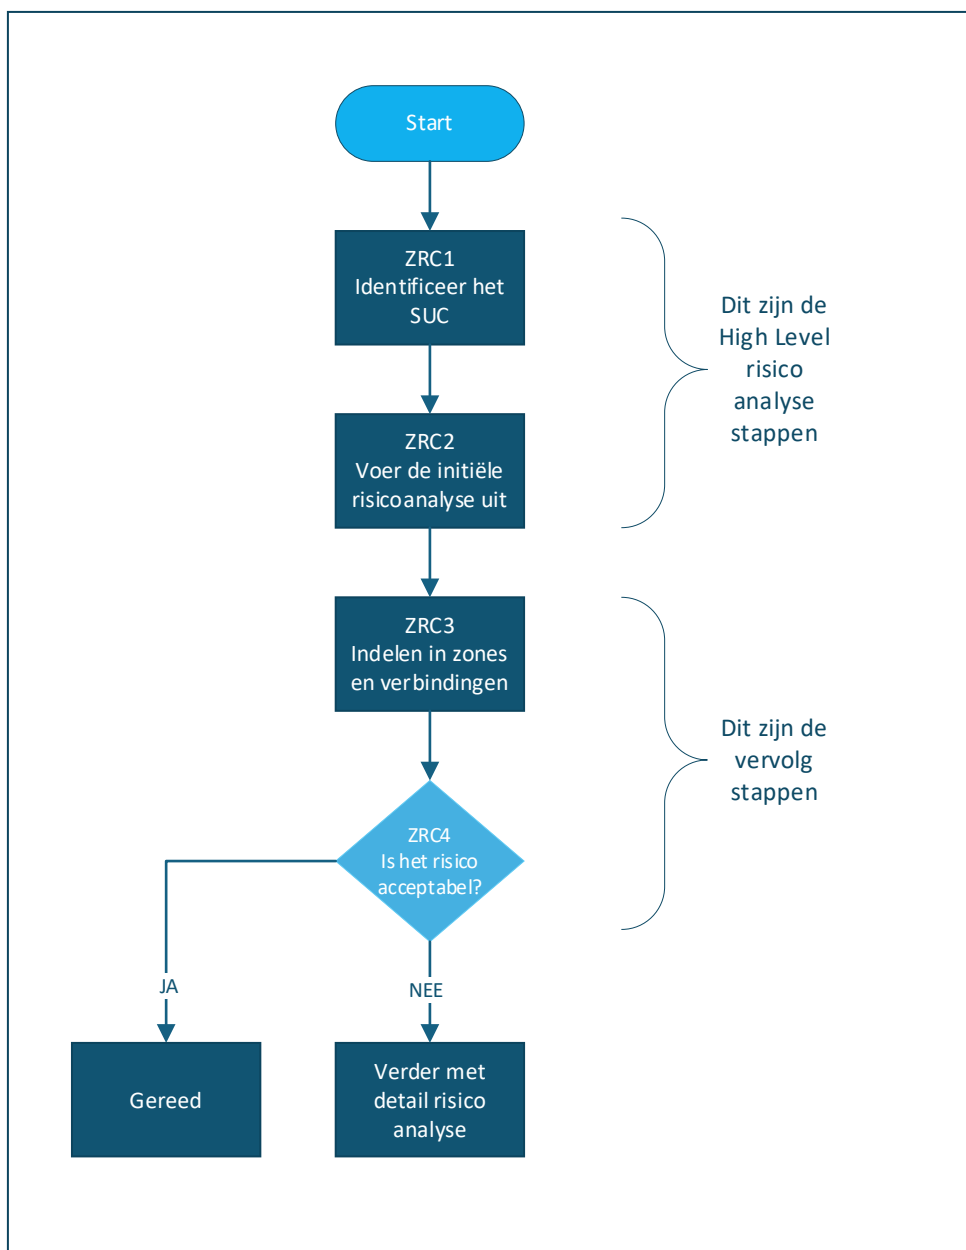 Start
ZRC1
Identificeer het
SUC
ZRC2
Voer de initiële
risicoanalyse uit
Dit zijn de
High Level
risico
analyse
stappen
ZRC3
Indelen in zones
en verbindingen
ZRC4
Is het risico
acceptabel?
Dit zijn de
vervolg
stappen
JA
NEE
Gereed
Verder met
detail risico
analyse